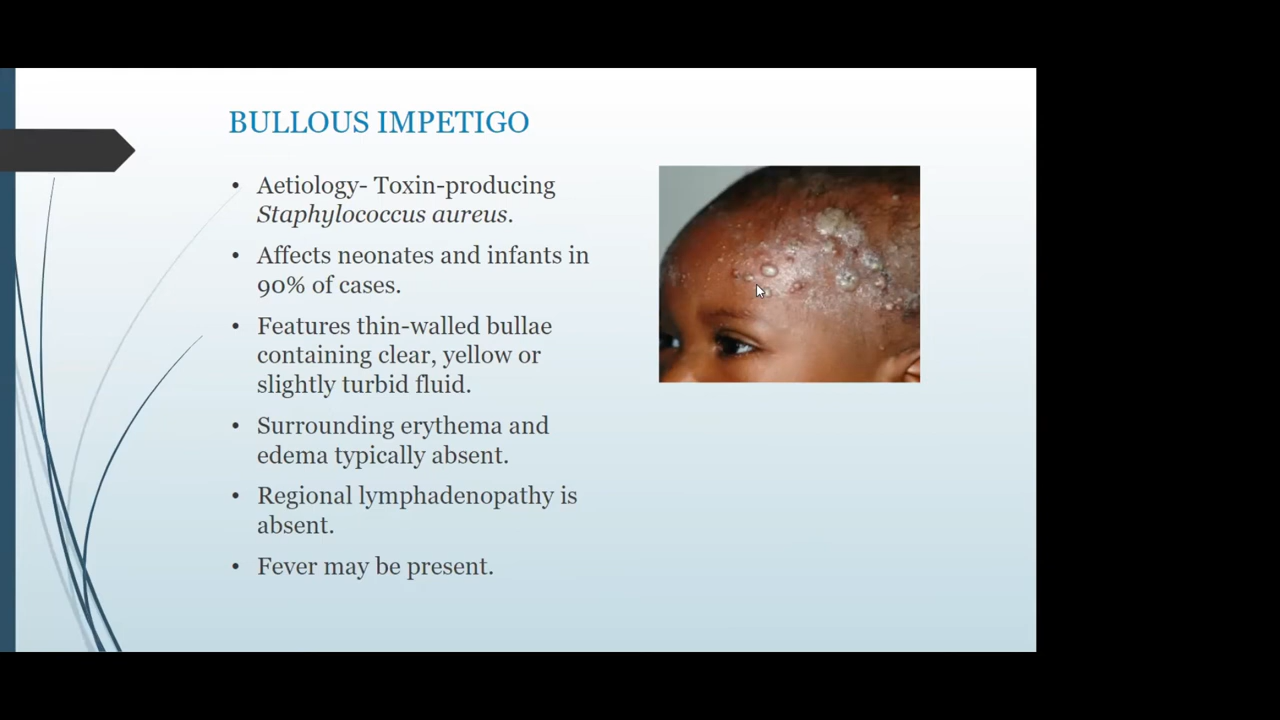 BULLOUS IMPETIGO
• Aetiology- Toxin-producing
Staphylococcus aureus.
• Affects neonates and infants in
90% of cases.
• Features thin-walled bullae
containing clear, yellow or
slightly turbid fluid.
• Surrounding erythema and
edema typically absent.
• Regional lymphadenopathy is
absent.
• Fever may be present.